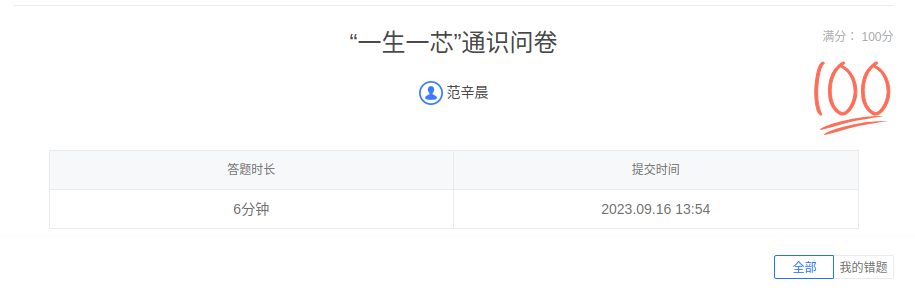 “一生一芯”通识问卷
满分： 100分
范辛晨
100
答题时长 提交时间
6分钟 2023.09.16 13:54
全部 我的错题